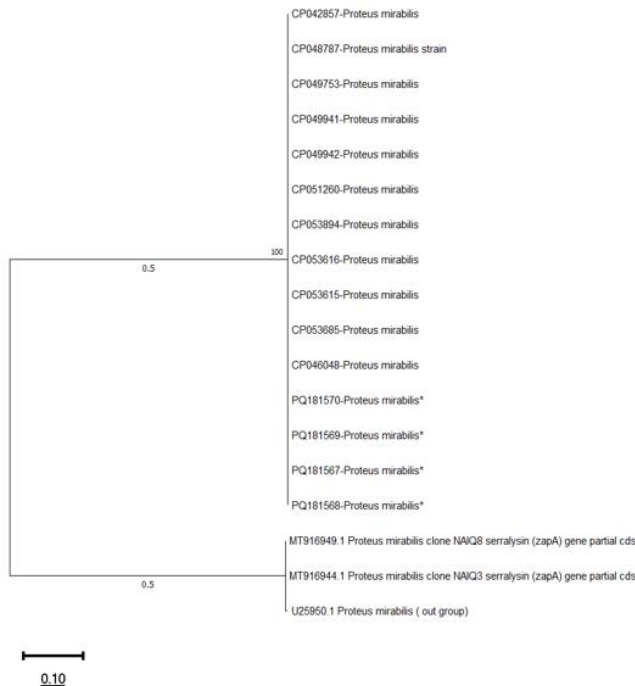 CP042857-Proteus mirabilis
CP048787-Proteus mirabilis strain
CP049753-Proteus mirabilis
CP049941-Proteus mirabilis
CP049942-Proteus mirabilis
CP051260-Proteus mirabilis
CP053894-Proteus mirabilis
100
CP053616-Proteus mirabilis
0.5
CP053615-Proteus mirabilis
CP053685-Proteus mirabilis
CP046048-Proteus mirabilis
PQ181570-Proteus mirabilis*
PQ181569-Proteus mirabilis*
PQ181567-Proteus mirabilis*
PQ181568-Proteus mirabilis*
MT916949.1 Proteus mirabilis clone NAIQ8 serralysin (zapA) gene partial cds
MT916944.1 Proteus mirabilis clone NAIQ3 serralysin (zapA) gene partial cds
0.5
U25950.1 Proteus mirabilis ( out group)
0.10